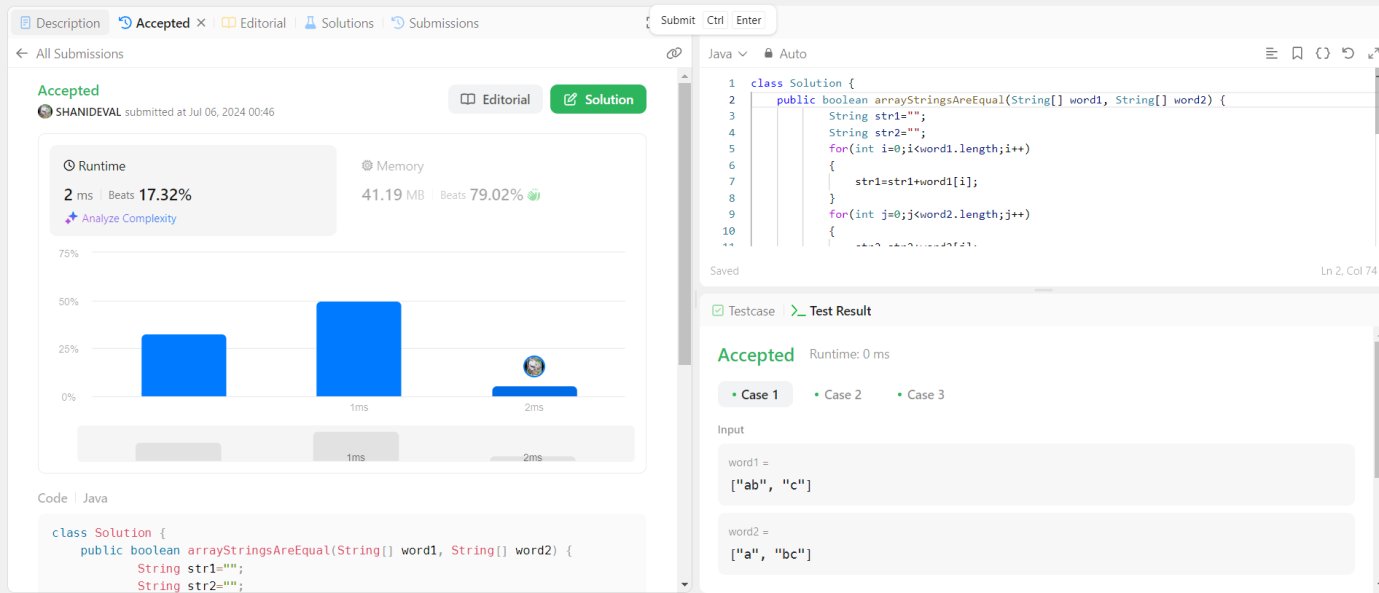 Description
Accepted
Editorial
Solutions
Submissions
Submit Ctrl Enter
All Submissions
Accepted
SHANIDEVAL submitted at Jul 06, 2024 00:46
Editorial
Solution
Runtime
2 ms Beats 17.32%
Analyze Complexity
Memory
41.19 MB Beats 79.02%
75%
50%
25%
0%
1ms
2ms
1ms
2ms
Code Java
class Solution {
public boolean arrayStringsAreEqual(String[] word1, String[] word2) {
String str1="";
String str2="";
Java Auto
1 class Solution {
2 public boolean arrayStringsAreEqual(String[] word1, String[] word2) {
3 String str1="";
4 String str2="";
5 for(int i=0;i<word1.length;i++)
6 {
7 str1=str1+word1[i];
8 }
9 for(int j=0;j<word2.length;j++)
10 {
Saved
Ln 2, Col 74
Testcase
Test Result
Accepted Runtime: 0 ms
Case 1
Case 2
Case 3
Input
word1 =
["ab", "c"]
word2 =
["a", "bc"]